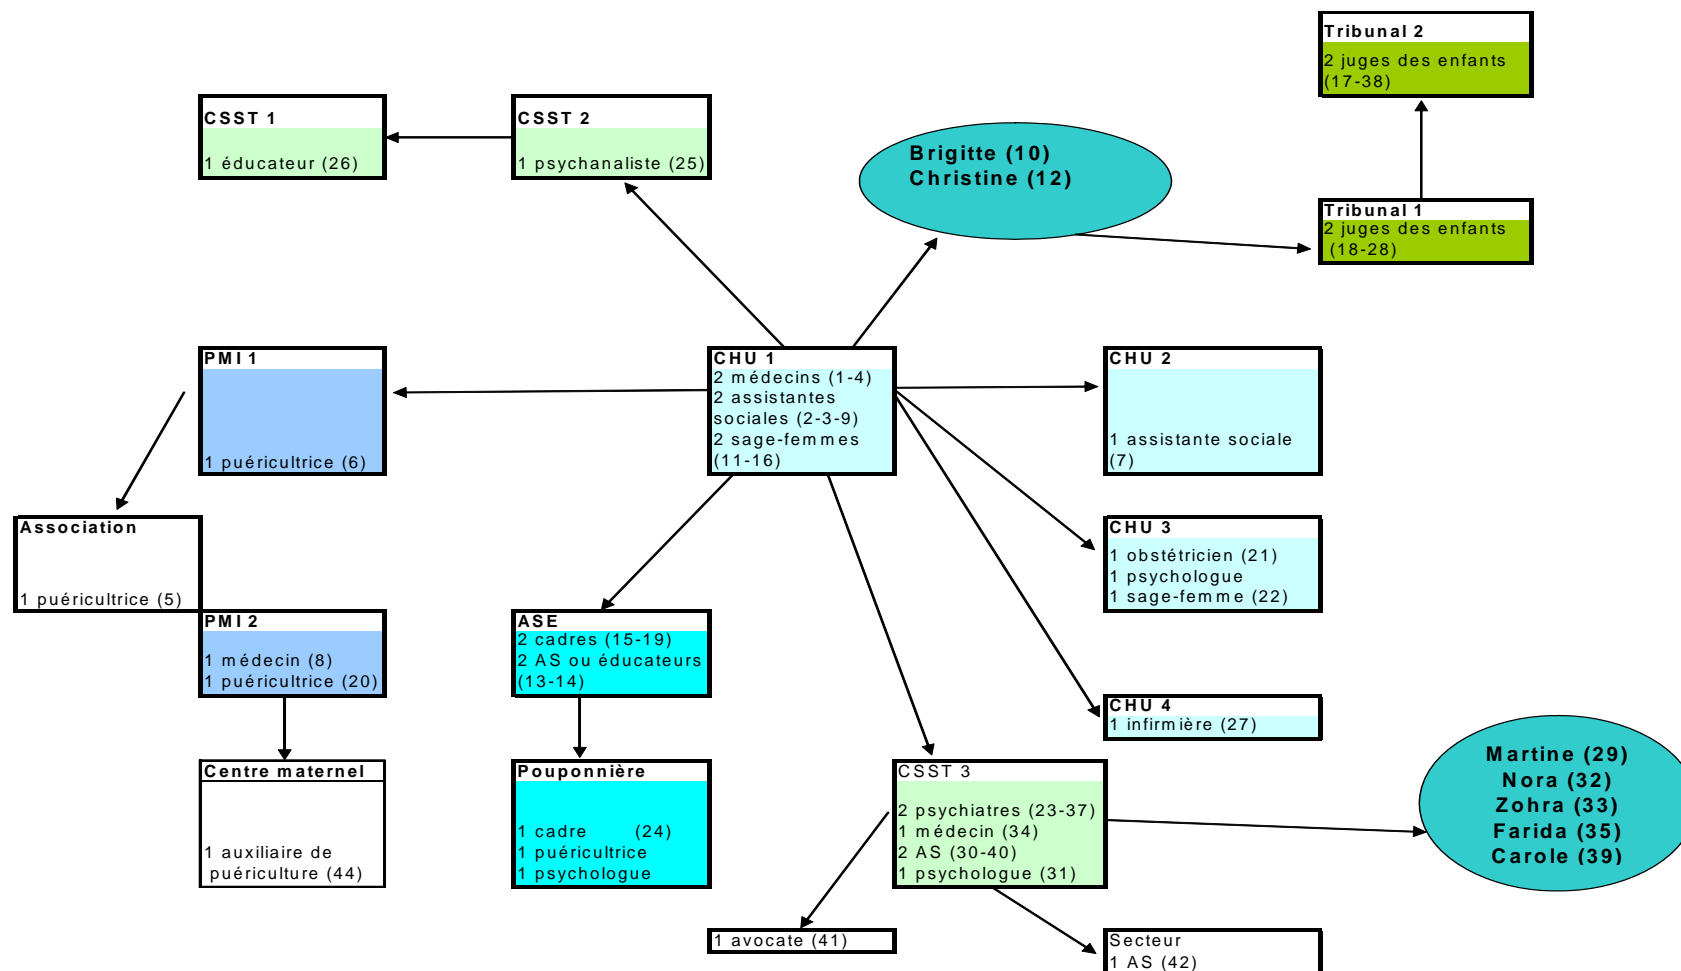 Tribunal 2
2 juges des enfants
(17-38)
CSST 1
1 éducateur (26)
CSST 2
1 psychanaliste (25)
Brigitte (10)
Christine (12)
Tribunal 1
2 juges des enfants
(18-28)
PMI 1
1 puéricultrice (6)
CHU 1
2 médecins (1-4)
2 assistantes
sociales (2-3-9)
2 sage-femmes
(11-16)
CHU 2
1 assistante sociale
(7)
Association
1 puéricultrice (5)
CHU 3
1 obstétricien (21)
1 psychologue
1 sage-femme (22)
PMI 2
1 médecin (8)
1 puéricultrice (20)
ASE
2 cadres (15-19)
2 AS ou éducateurs
(13-14)
CHU 4
1 infirmière (27)
Centre maternel
1 auxiliaire de
puériculture (44)
Pouponnière
1 cadre (24)
1 puéricultrice
1 psychologue
CSST 3
2 psychiatres (23-37)
1 médecin (34)
2 AS (30-40)
1 psychologue (31)
Martine (29)
Nora (32)
Zohra (33)
Farida (35)
Carole (39)
1 avocate (41)
Secteur
1 AS (42)